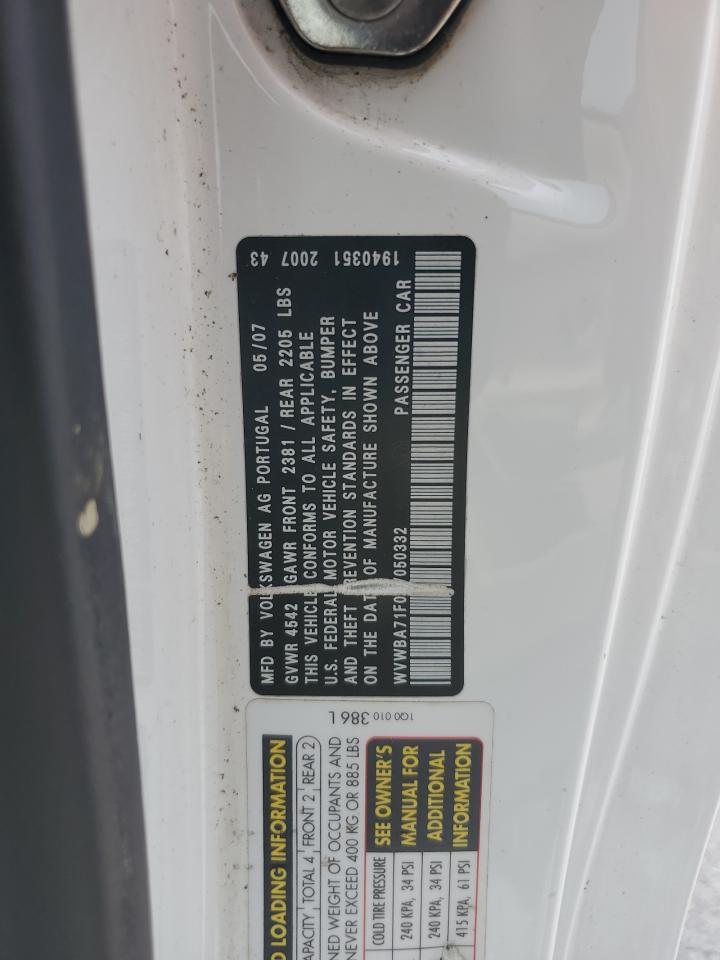 1940351 2007 43
MFD BY VOLKSWAGEN AG PORTUGAL 05/07
GVWR 4542 GAWR FRONT 2381 / REAR 2205 LBS
THIS VEHICLE CONFORMS TO ALL APPLICABLE
U.S. FEDERAL MOTOR VEHICLE SAFETY, BUMPER
AND THEFT PREVENTION STANDARDS IN EFFECT
ON THE DATE OF MANUFACTURE SHOWN ABOVE
PASSENGER CAR
1Q0 010 386 L
LOADING INFORMATION
TOTAL 4 FRONT 2 REAR 2
WEIGHT OF OCCUPANTS AND
NEVER EXCEED 400 KG OR 885 LBS
COLD TIRE PRESSURE
240 KPA, 34 PSI
240 KPA, 34 PSI
415 KPA, 61 PSI
SEE OWNER'S
MANUAL FOR
ADDITIONAL
INFORMATION